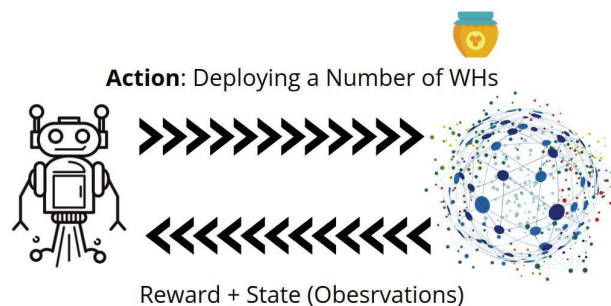 Action: Deploying a Number of WHs
Reward + State (Obesrvations)